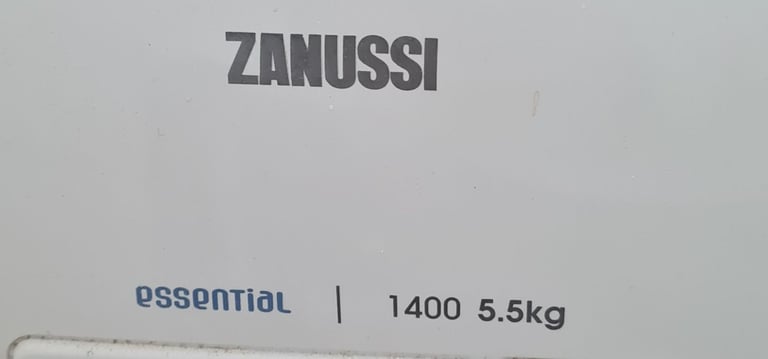 ZANUSSI
essential | 1400 5.5kg